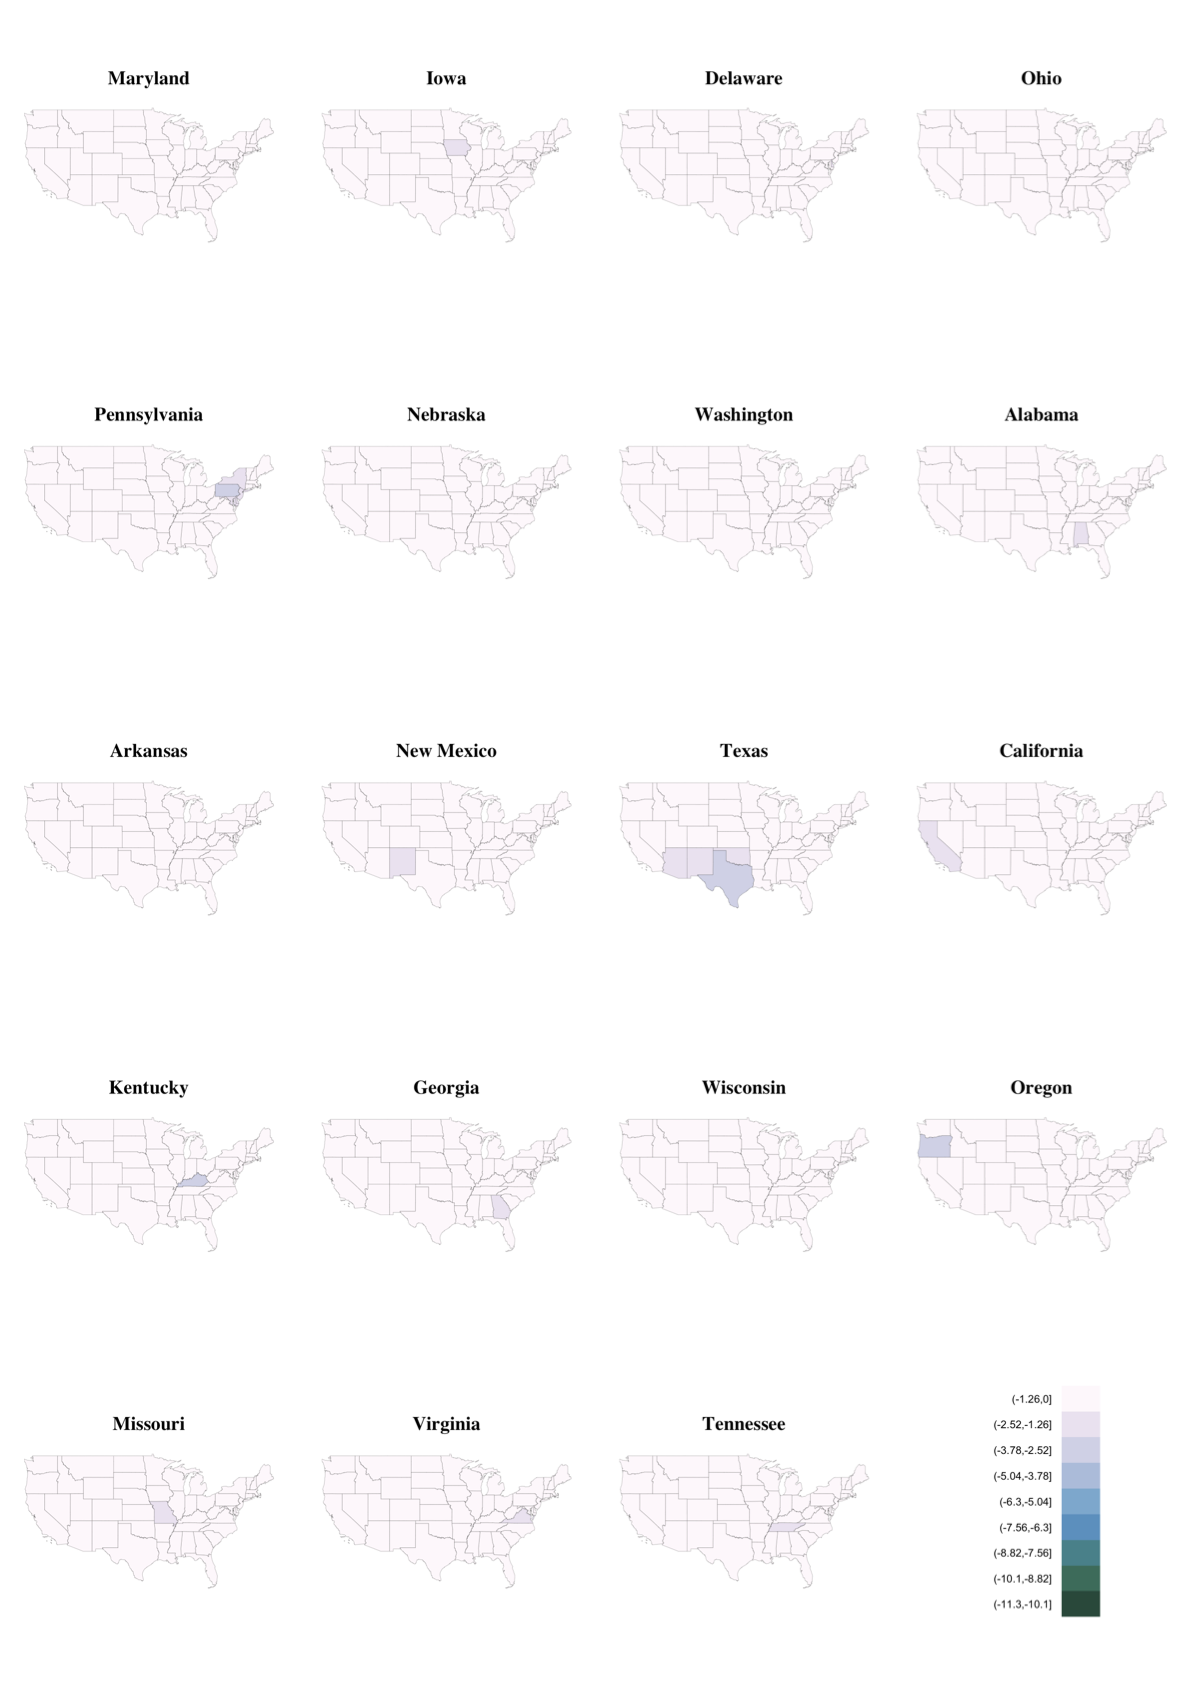 Maryland
Iowa
Delaware
Ohio
Pennsylvania
Nebraska
Washington
Alabama
Arkansas
New Mexico
Texas
California
Kentucky
Georgia
Wisconsin
Oregon
Missouri
Virginia
Tennessee
(-1.26,0]
(-2.52,-1.26]
(-3.78,-2.52]
(-5.04,-3.78]
(-6.3,-5.04]
(-7.56,-6.3]
(-8.82,-7.56]
(-10.1,-8.82]
(-11.3,-10.1]